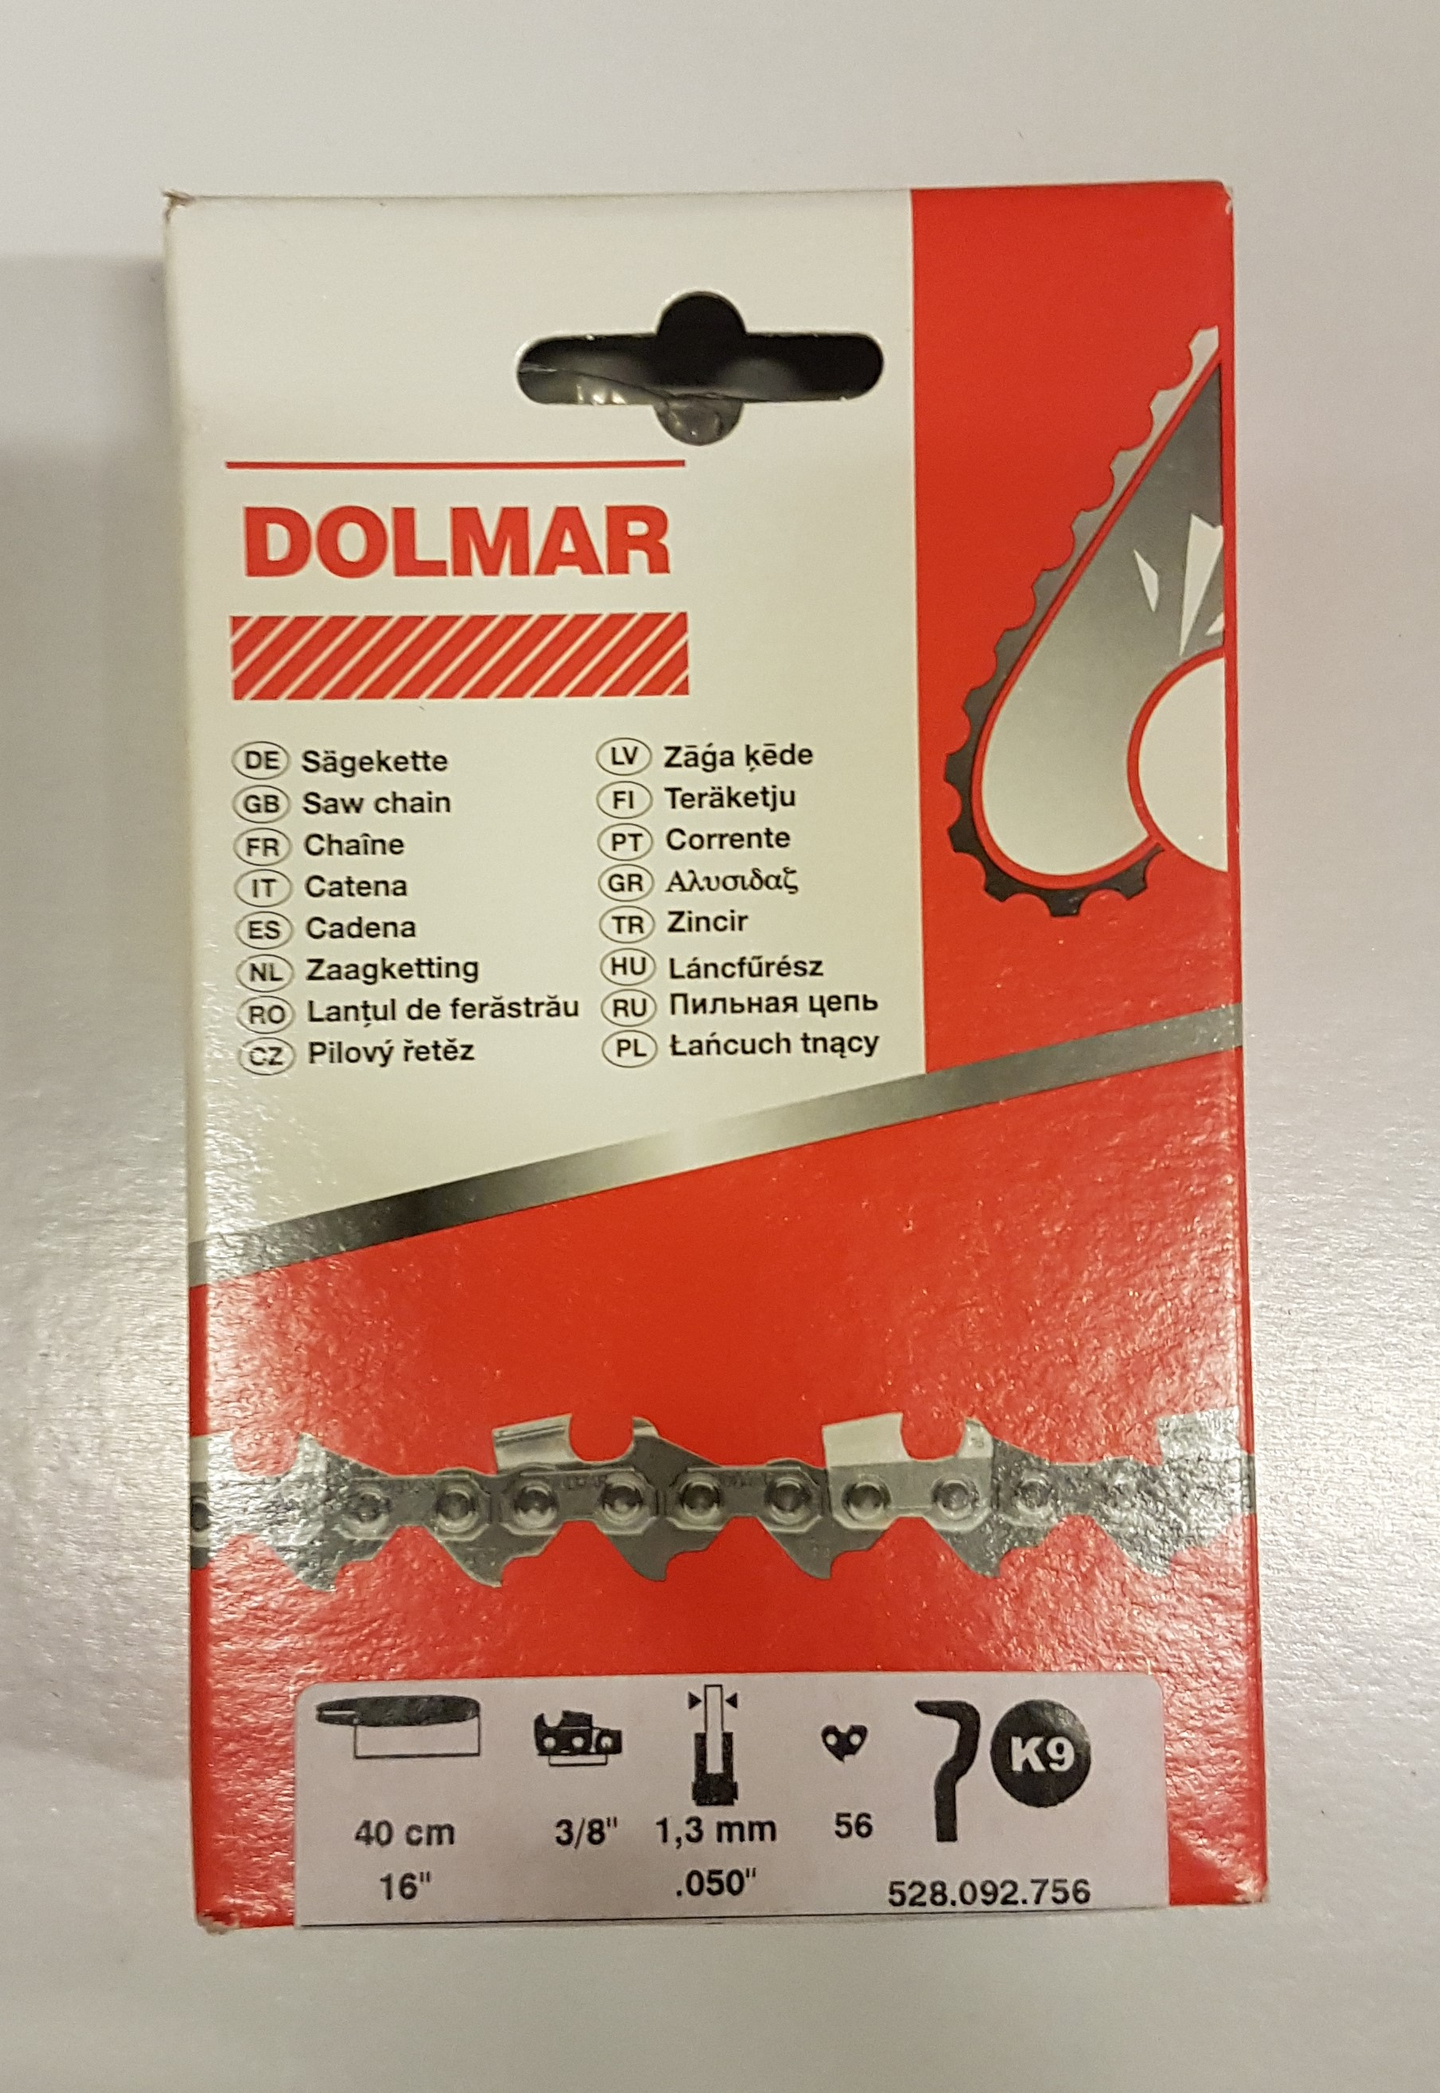 DOLMAR
DE Sägekette
GB Saw chain
FR Chaîne
IT Catena
ES Cadena
NL Zaagketting
RO Lanțul de ferăstrău
CZ Pilový řetěz
LV Zāģa ķēde
FI Teräketju
PT Corrente
GR Αλυσιδαζ
TR Zincir
HU Láncfűrész
RU Пильная цепь
PL Łańcuch tnący
K9
40 cm 3/8" 1,3 mm 56
16" .050" 528.092.756